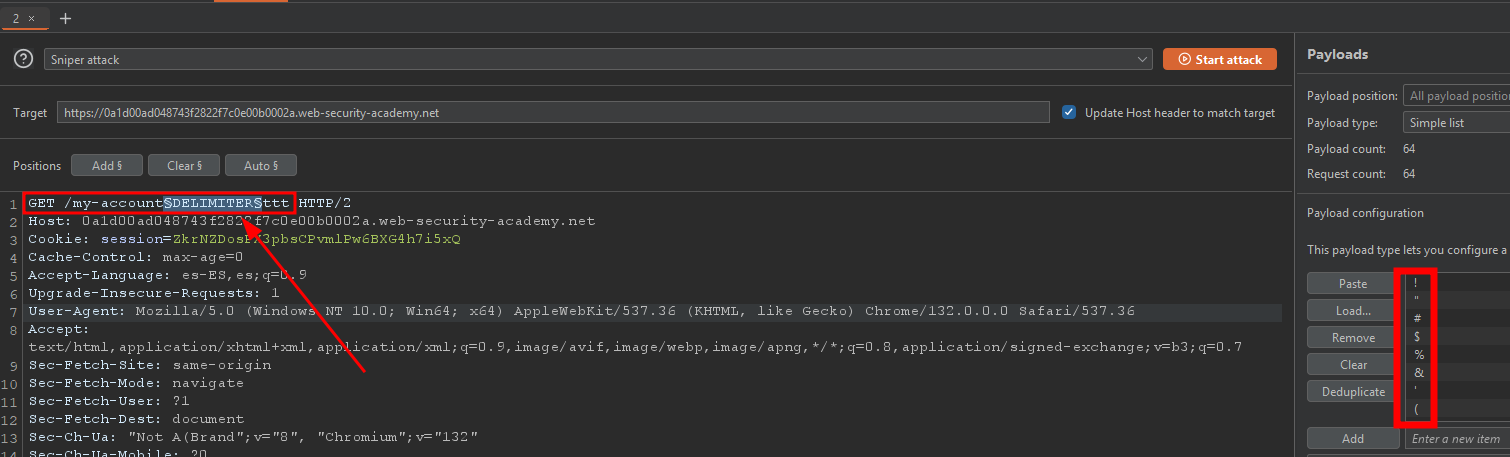 2 × +
? Sniper attack Start attack
Target https://0a1d00ad048743f2822f7c0e00b0002a.web-security-academy.net Update Host header to match target
Positions Add § Clear § Auto §
1 GET /my-account§DELIMITER§ttt HTTP/2
2 Host: 0a1d00ad048743f2822f7c0e00b0002a.web-security-academy.net
3 Cookie: 
4 Cache-Control: max-age=0
5 Accept-Language: es-ES,es;q=0.9
6 Upgrade-Insecure-Requests: 1
7 User-Agent: Mozilla/5.0 (Windows NT 10.0; Win64; x64) AppleWebKit/537.36 (KHTML, like Gecko) Chrome/132.0.0.0 Safari/537.36
8 Accept:
text/html,application/xhtml+xml,application/xml;q=0.9,image/avif,image/webp,image/apng,*/*;q=0.8,application/signed-exchange;v=b3;q=0.7
9 Sec-Fetch-Site: same-origin
10 Sec-Fetch-Mode: navigate
11 Sec-Fetch-User: ?1
12 Sec-Fetch-Dest: document
13 Sec-Ch-Ua: "Not A(Brand";v="8", "Chromium";v="132"
14 Sec-Ch-Ua-Mobile: ?0
Payloads
Payload position: All payload position
Payload type: Simple list
Payload count: 64
Request count: 64
Payload configuration
This payload type lets you configure a
Paste
Load...
Remove
Clear
Deduplicate
!
"
#
$
%
&
'
(
Add Enter a new item